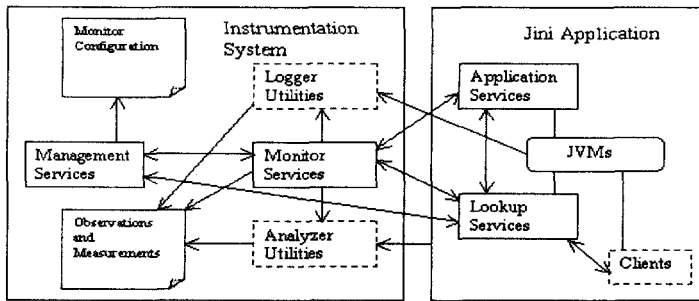 Monitor
Configuration
Instrumentation
System
Logger
Utilities
Management
Services
Monitor
Services
Observations
and
Measurements
Analyzer
Utilities
Jini Application
Application
Services
JVMs
Lookup
Services
Clients